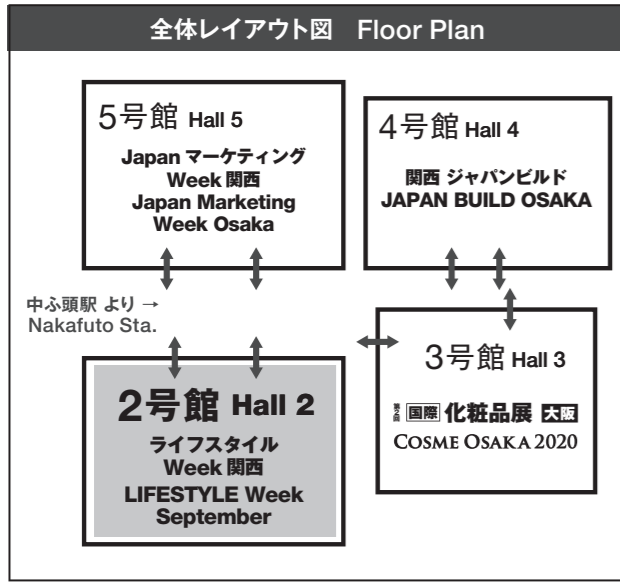 全体レイアウト図 Floor Plan
5号館 Hall 5
Japan マーケティング
Week 関西
Japan Marketing
Week Osaka
4号館 Hall 4
関西 ジャパンビルド
JAPAN BUILD OSAKA
中ふ頭駅 より →
Nakafuto Sta.
2号館 Hall 2
ライフスタイル
Week 関西
LIFESTYLE Week
September
3号館 Hall 3
第2回 国際 化粧品展 大阪
COSME OSAKA 2020